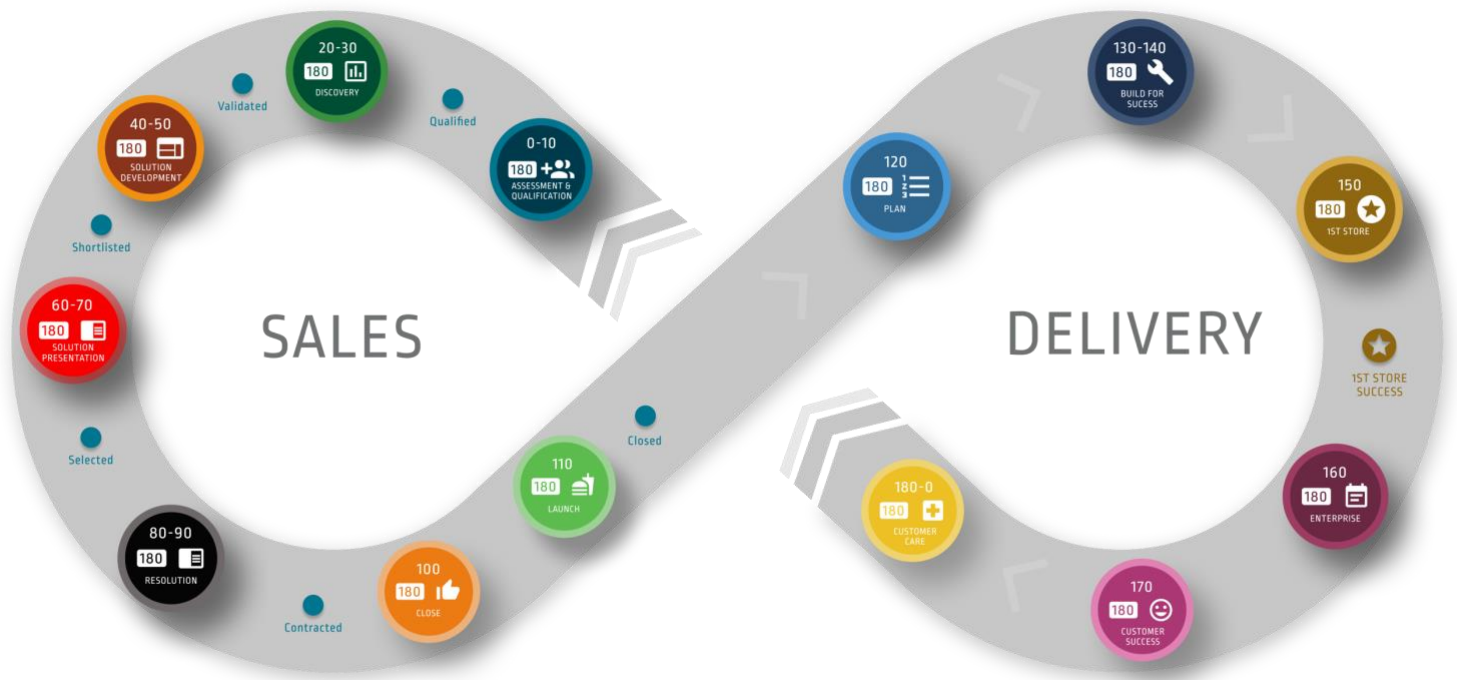 0-10
180
ASSESSMENT &
QUALIFICATION
Qualified
20-30
180
DISCOVERY
Validated
40-50
180
SOLUTION
DEVELOPMENT
Shortlisted
60-70
180
SOLUTION
PRESENTATION
Selected
80-90
180
RESOLUTION
Contracted
100
180
CLOSE
110
180
LAUNCH
Closed
SALES
120
180
1
2
3
PLAN
130-140
180
BUILD FOR
SUCESS
150
180
1ST STORE
1ST STORE
SUCCESS
160
180
ENTERPRISE
170
180
CUSTOMER
SUCCESS
180-0
180
CUSTOMER
CARE
DELIVERY